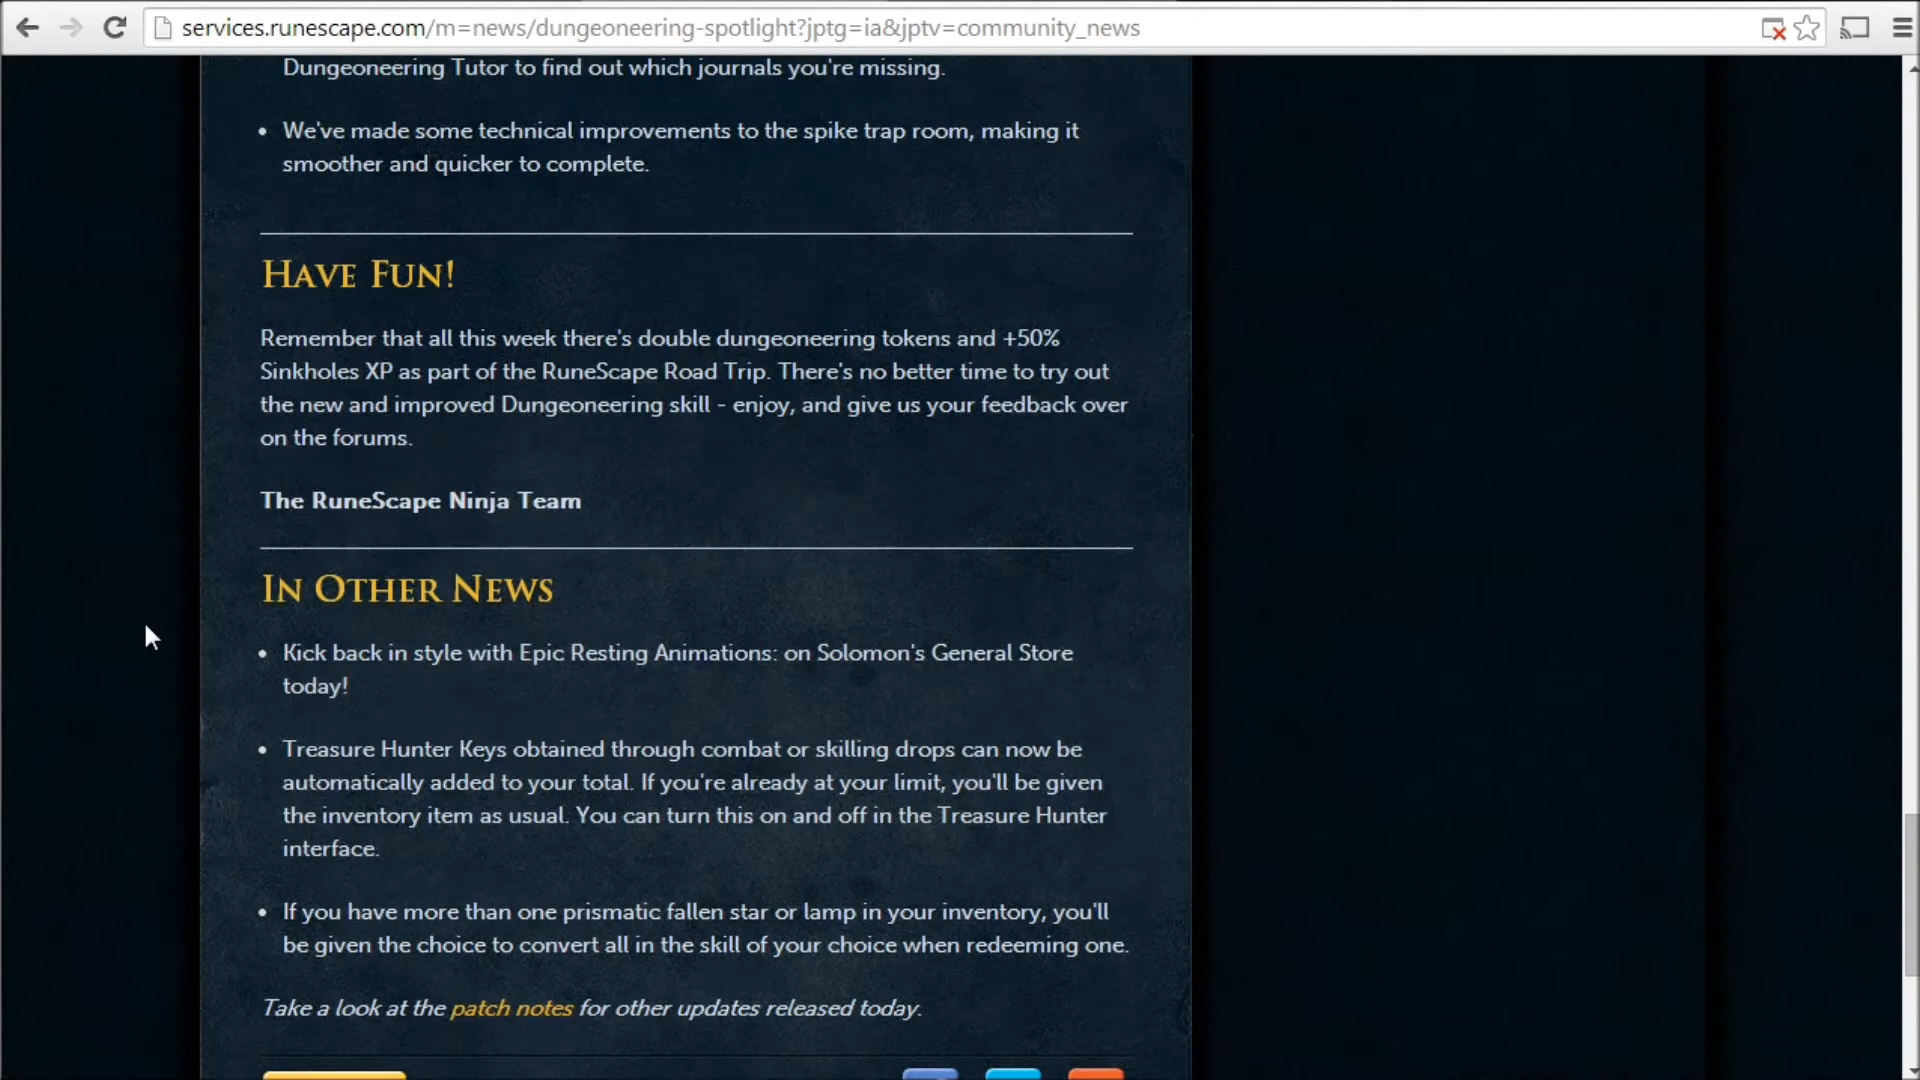 services.runescape.com/m=news/dungeoneering-spotlight?jptg=ia&jptv=community_news
Dungeoneering Tutor to find out which journals you're missing.
• We've made some technical improvements to the spike trap room, making it
smoother and quicker to complete.
Have Fun!
Remember that all this week there's double dungeoneering tokens and +50%
Sinkholes XP as part of the RuneScape Road Trip. There's no better time to try out
the new and improved Dungeoneering skill - enjoy, and give us your feedback over
on the forums.
The RuneScape Ninja Team
In Other News
• Kick back in style with Epic Resting Animations: on Solomon's General Store
today!
• Treasure Hunter Keys obtained through combat or skilling drops can now be
automatically added to your total. If you're already at your limit, you'll be given
the inventory item as usual. You can turn this on and off in the Treasure Hunter
interface.
• If you have more than one prismatic fallen star or lamp in your inventory, you'll
be given the choice to convert all in the skill of your choice when redeeming one.
Take a look at the patch notes for other updates released today.